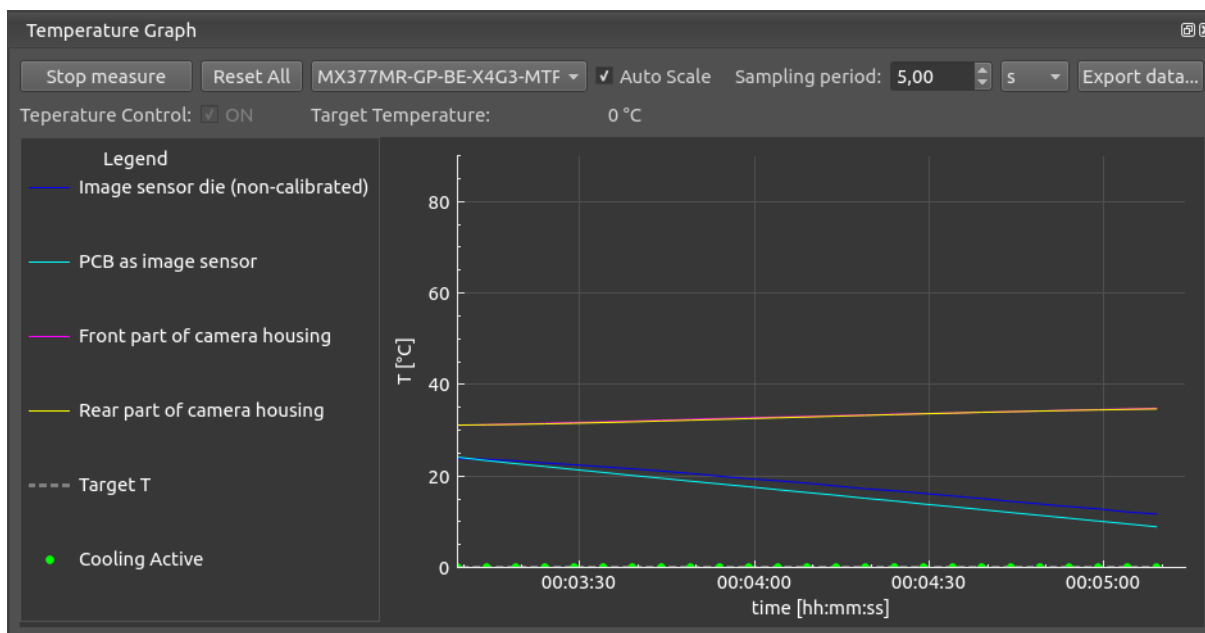 Temperature Graph
Stop measure Reset All MX377MR-GP-BE-X4G3-MTF Auto Scale Sampling period: 5,00 s Export data...
Teperature Control: ON Target Temperature: 0 °C
Legend
Image sensor die (non-calibrated)
PCB as image sensor
Front part of camera housing
Rear part of camera housing
Target T
Cooling Active
T [°C]
80
60
40
20
0
00:03:30 00:04:00 00:04:30 00:05:00
time [hh:mm:ss]